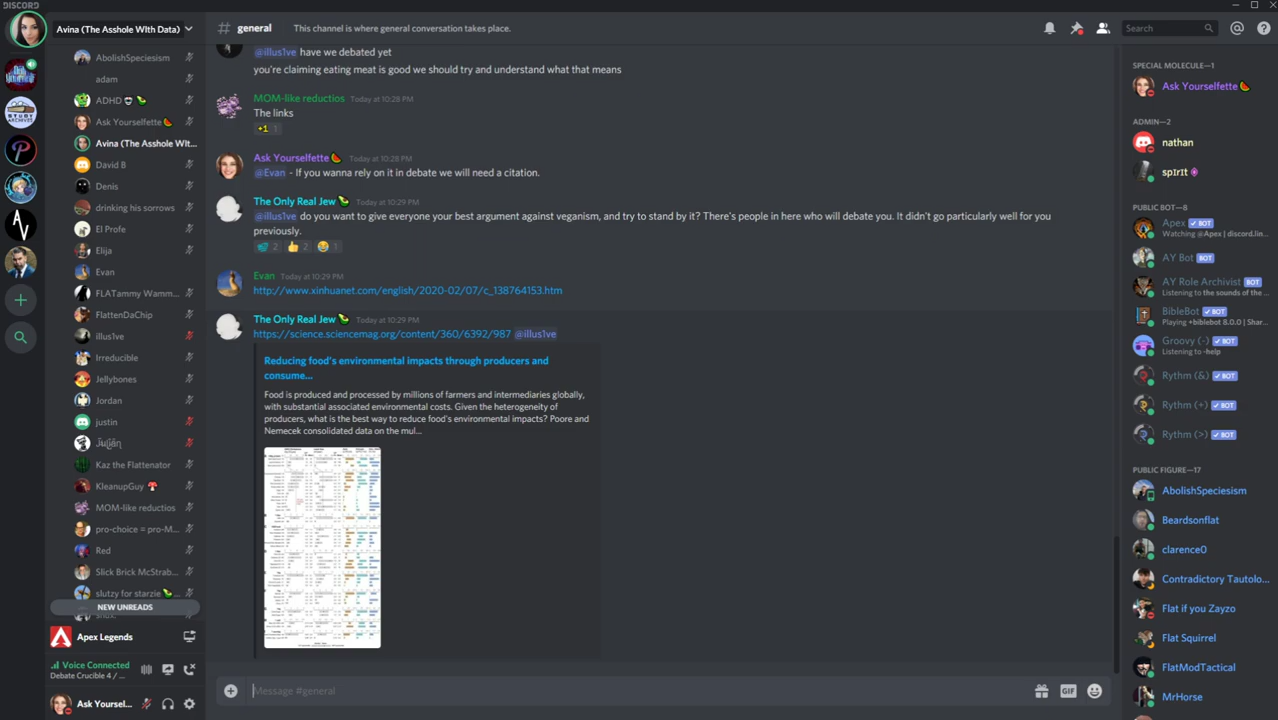 DISCORD
Avina (The Asshole WIth Data)
# general
This channel is where general conversation takes place.
Search
AbolishSpeciesism
adam
ADHD
Ask Yourselfette
Avina (The Asshole Wit...
David B
Denis
drinking his sorrows
El Profe
Elija
Evan
FLATammy Wamm...
FlattenDaChip
illus1ve
Irreducible
Jellybones
Jordan
justin
Kaz the Flattenator
KleanupGuy
MOM-like reductios
pro-choice = pro-M...
Red
Slick Brick McStrab...
slutzy for starzie
NEW UNREADS
Apex Legends
Voice Connected
Debate Crucible 4 / ...
Ask Yoursel...
@illus1ve have we debated yet
you're claiming eating meat is good we should try and understand what that means
MOM-like reductios Today at 10:28 PM
The links
+1 1
Ask Yourselfette Today at 10:28 PM
@Evan - If you wanna rely on it in debate we will need a citation.
The Only Real Jew Today at 10:29 PM
@illus1ve do you want to give everyone your best argument against veganism, and try to stand by it? There's people in here who will debate you. It didn't go particularly well for you
previously.
2 2 1
Evan Today at 10:29 PM
http://www.xinhuanet.com/english/2020-02/07/c_138764153.htm
The Only Real Jew Today at 10:29 PM
https://science.sciencemag.org/content/360/6392/987 @illus1ve
Reducing food's environmental impacts through producers and
consume...
Food is produced and processed by millions of farmers and intermediaries globally,
with substantial associated environmental costs. Given the heterogeneity of
producers, what is the best way to reduce food's environmental impacts? Poore and
Nemecek consolidated data on the mul...
Message #general
GIF
SPECIAL MOLECULE—1
Ask Yourselfette
ADMIN—2
nathan
sp1r1t
PUBLIC BOT—8
Apex BOT
Watching @Apex | discord.jin...
AY Bot BOT
AY Role Archivist BOT
Listening to the sounds of the ...
BibleBot BOT
Playing +biblebot 8.0.0 | Shar...
Groovy (-) BOT
Listening to -help
Rythm (&) BOT
Rythm (+) BOT
Rythm (>) BOT
PUBLIC FIGURE—17
AbolishSpeciesism
Beardsonflat
clarence0
Contradictory Tautolo...
Flat if you Zayzo
Flat Squirrel
FlatModTactical
MrHorse